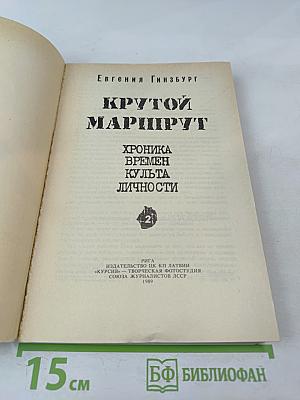 Евгения Гинзбург
КРУТОЙ
МАРШРУТ
ХРОНИКА
ВРЕМЕН
КУЛЬТА
ЛИЧНОСТИ
2
РИГА
ИЗДАТЕЛЬСТВО ЦК КП ЛАТВИИ
«КУРСИВ» — ТВОРЧЕСКАЯ ФОТОСТУДИЯ
СОЮЗА ЖУРНАЛИСТОВ ЛССР
1989
15 см
БФ БИБЛИОФАН